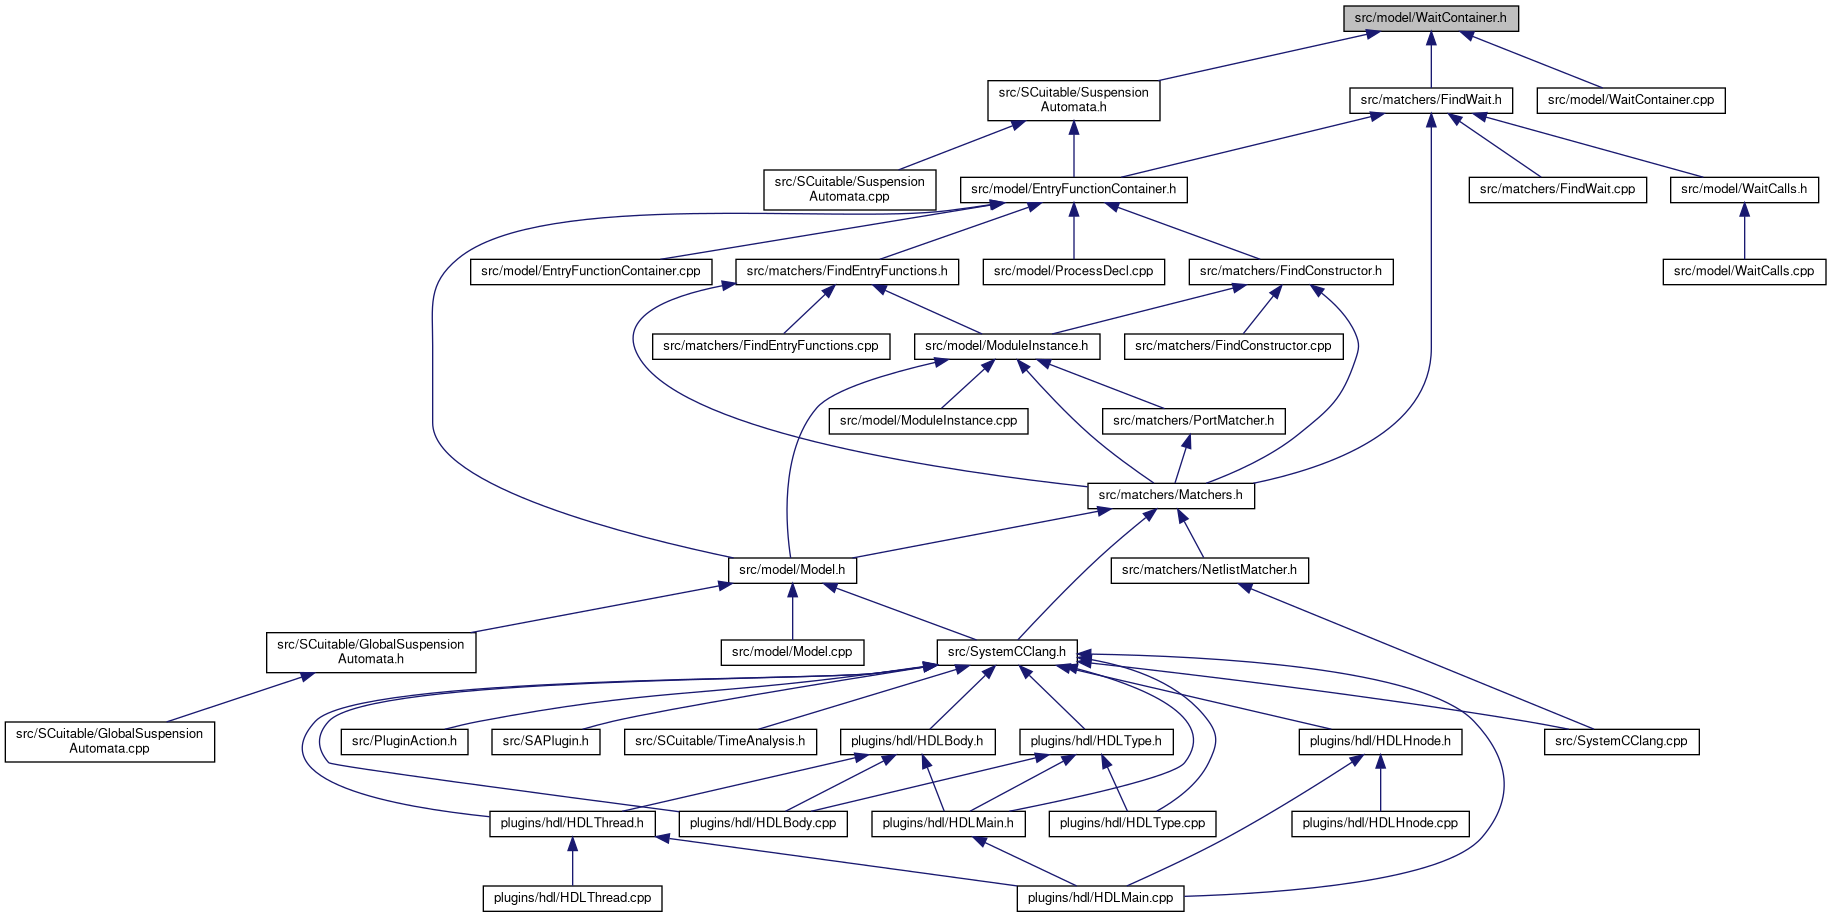 src/model/WaitContainer.h
src/SCuitable/Suspension
Automata.h
src/matchers/FindWait.h
src/model/WaitContainer.cpp
src/SCuitable/Suspension
Automata.cpp
src/model/EntryFunctionContainer.h
src/matchers/FindWait.cpp
src/model/WaitCalls.h
src/model/EntryFunctionContainer.cpp
src/matchers/FindEntryFunctions.h
src/model/ProcessDecl.cpp
src/matchers/FindConstructor.h
src/model/WaitCalls.cpp
src/matchers/FindEntryFunctions.cpp
src/model/ModuleInstance.h
src/matchers/FindConstructor.cpp
src/model/ModuleInstance.cpp
src/matchers/PortMatcher.h
src/matchers/Matchers.h
src/model/Model.h
src/matchers/NetlistMatcher.h
src/SCuitable/GlobalSuspension
Automata.h
src/model/Model.cpp
src/SystemCClang.h
src/SCuitable/GlobalSuspension
Automata.cpp
src/PluginAction.h
src/SAPlugin.h
src/SCuitable/TimeAnalysis.h
plugins/hdl/HDLBody.h
plugins/hdl/HDLType.h
plugins/hdl/HDLHnode.h
src/SystemCClang.cpp
plugins/hdl/HDLThread.h
plugins/hdl/HDLBody.cpp
plugins/hdl/HDLMain.h
plugins/hdl/HDLType.cpp
plugins/hdl/HDLHnode.cpp
plugins/hdl/HDLThread.cpp
plugins/hdl/HDLMain.cpp